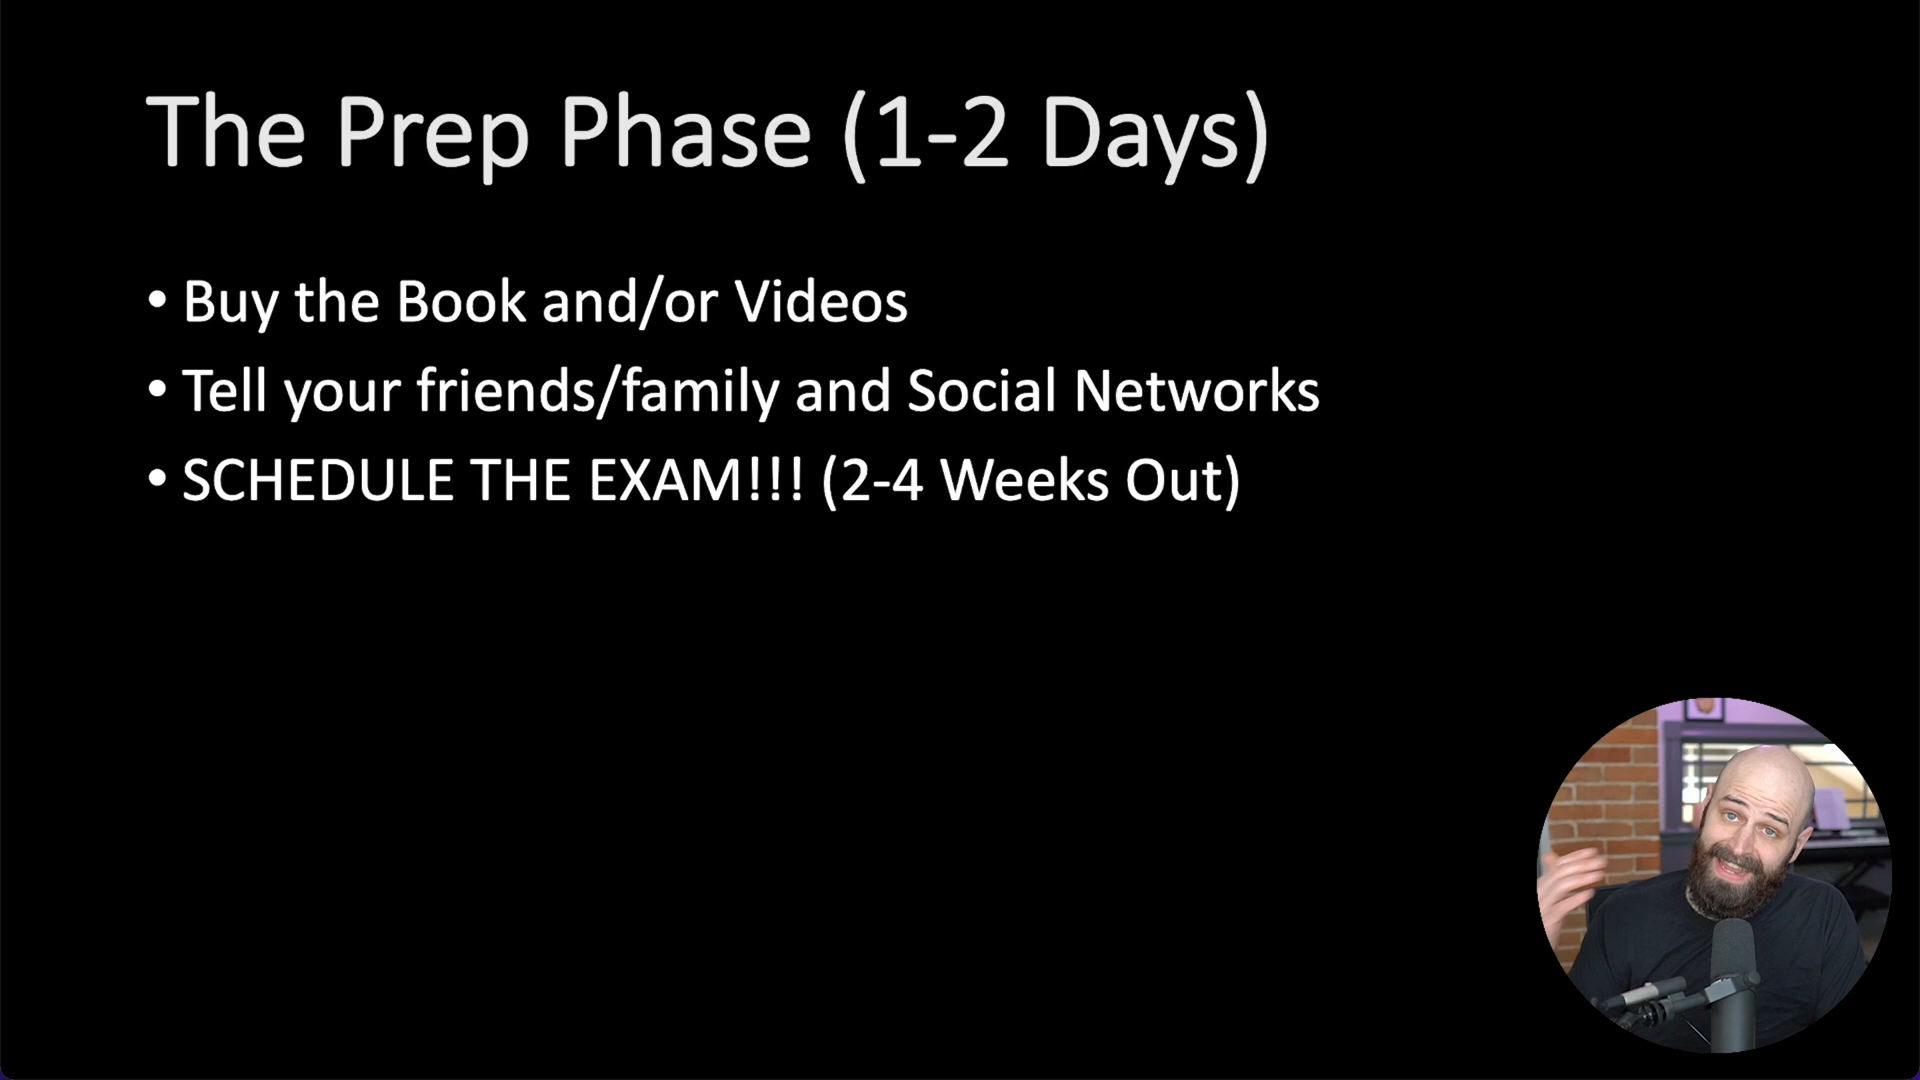 The Prep Phase (1-2 Days)
• Buy the Book and/or Videos
• Tell your friends/family and Social Networks
• SCHEDULE THE EXAM!!! (2-4 Weeks Out)